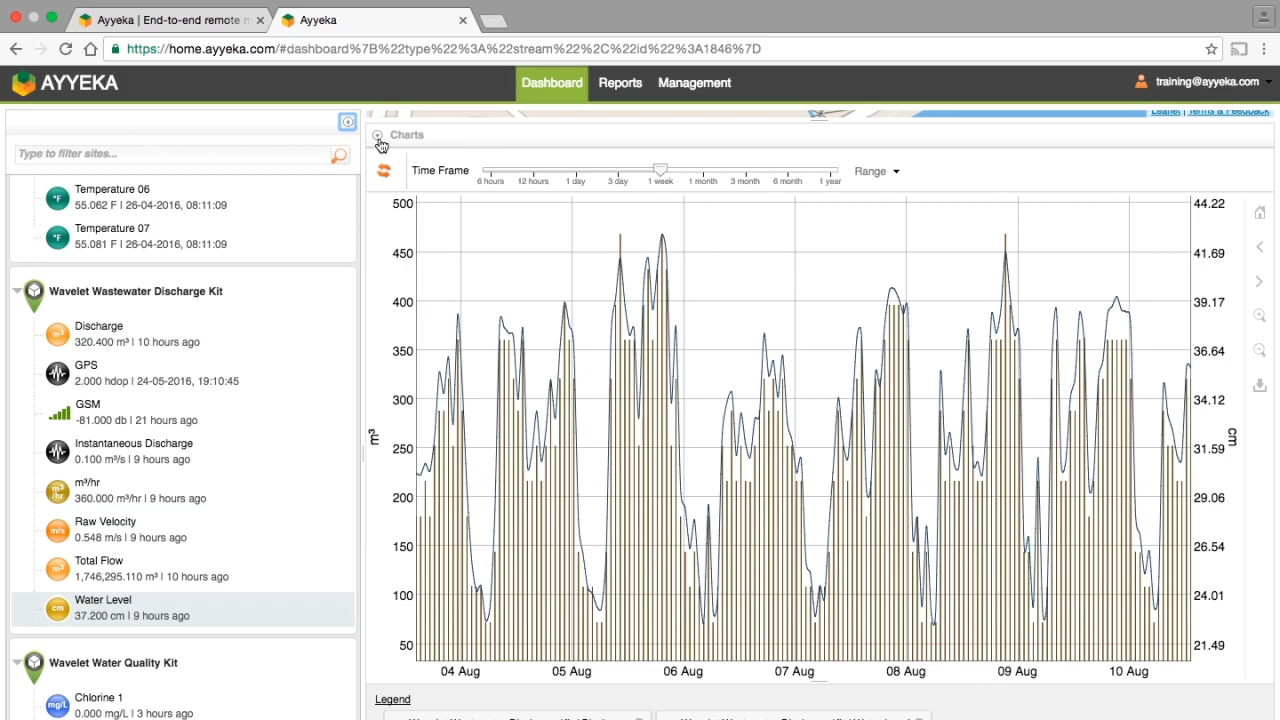 Ayyeka | End-to-end remote m
Ayyeka
https://home.ayyeka.com/#dashboard%7B%22type%22%3A%22stream%22%2C%22id%22%3A1846%7D
AYYEKA
Dashboard
Reports
Management
training@ayyeka.com
Leaflet | Terms & Feedback
Type to filter sites...
°F
Temperature 06
55.062 F | 26-04-2016, 08:11:09
°F
Temperature 07
55.081 F | 26-04-2016, 08:11:09
Wavelet Wastewater Discharge Kit
m³
Discharge
320.400 m³ | 10 hours ago
GPS
2.000 hdop | 24-05-2016, 19:10:45
GSM
-81.000 db | 21 hours ago
Instantaneous Discharge
0.100 m³/s | 9 hours ago
m³/hr
m³/hr
360.000 m³/hr | 9 hours ago
m/s
Raw Velocity
0.548 m/s | 9 hours ago
m³
Total Flow
1,746,295.110 m³ | 10 hours ago
cm
Water Level
37.200 cm | 9 hours ago
Wavelet Water Quality Kit
mg/L
Chlorine 1
0.000 mg/L | 3 hours ago
Charts
Time Frame
6 hours 12 hours 1 day 3 day 1 week 1 month 3 month 6 month 1 year
Range
500
450
400
350
300
250
200
150
100
50
m³
44.22
41.69
39.17
36.64
34.12
31.59
29.06
26.54
24.01
21.49
cm
04 Aug 05 Aug 06 Aug 07 Aug 08 Aug 09 Aug 10 Aug
Legend